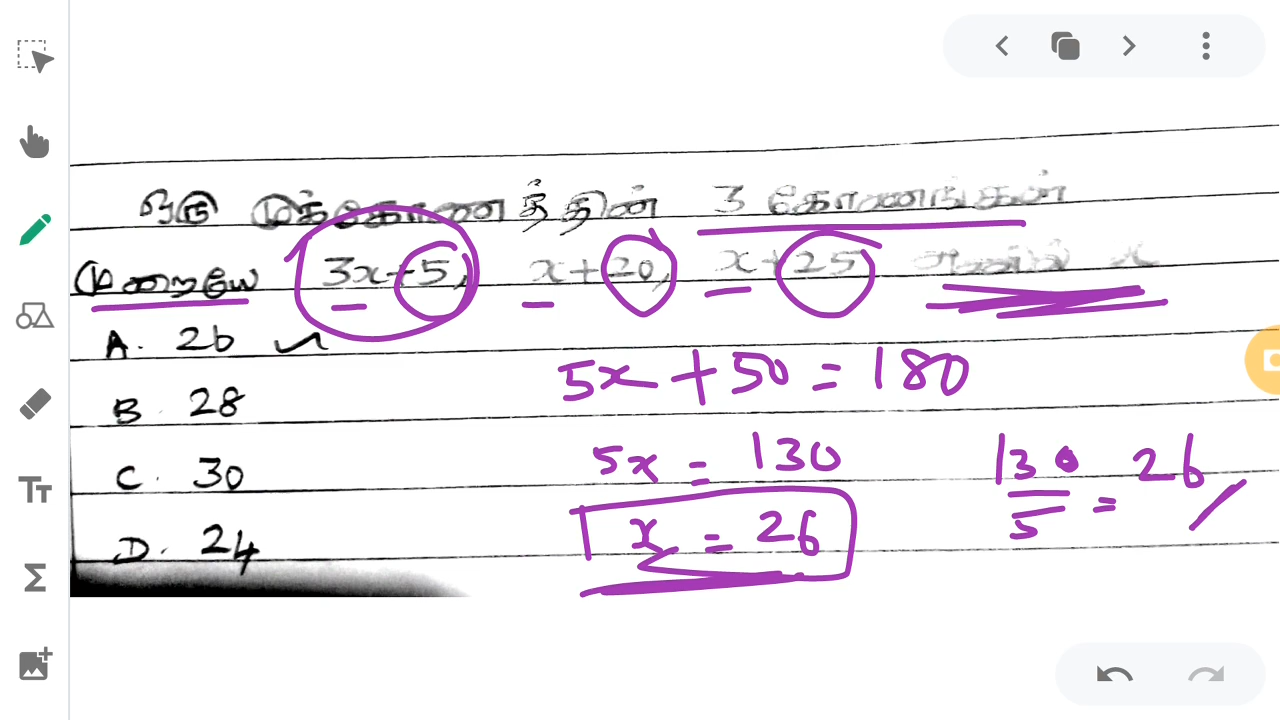 ஒரு முக்கோணத்தின் 3 கோணங்கள்
முறையே 3x+5, x+20, x+25 எனில் x
A. 26
B. 28
C. 30
D. 24
5x + 50 = 180
5x = 130
x = 26
130/5 = 26